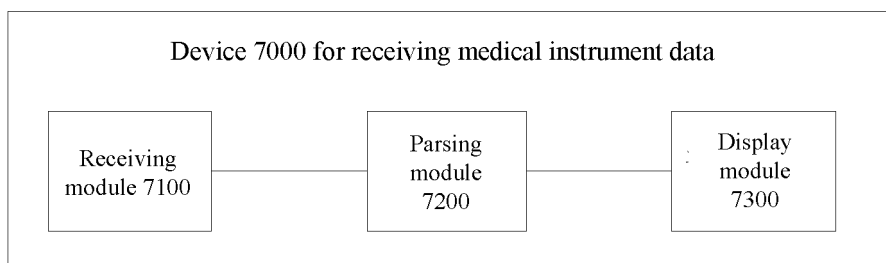 Device 7000 for receiving medical instrument data
Receiving
module 7100
Parsing
module
7200
Display
module
7300